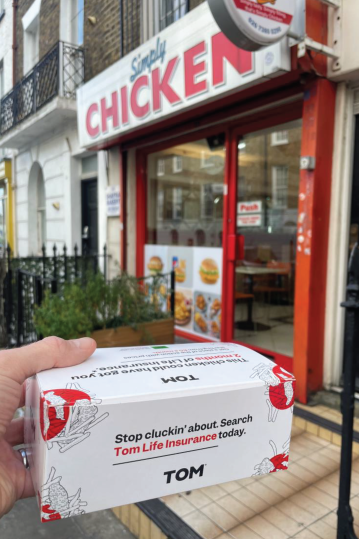 Simply
CHICKEN
Push
This chicken could have got you
2 months of Life Insurance.
TOM
Stop cluckin' about. Search
Tom Life Insurance today.
TOM